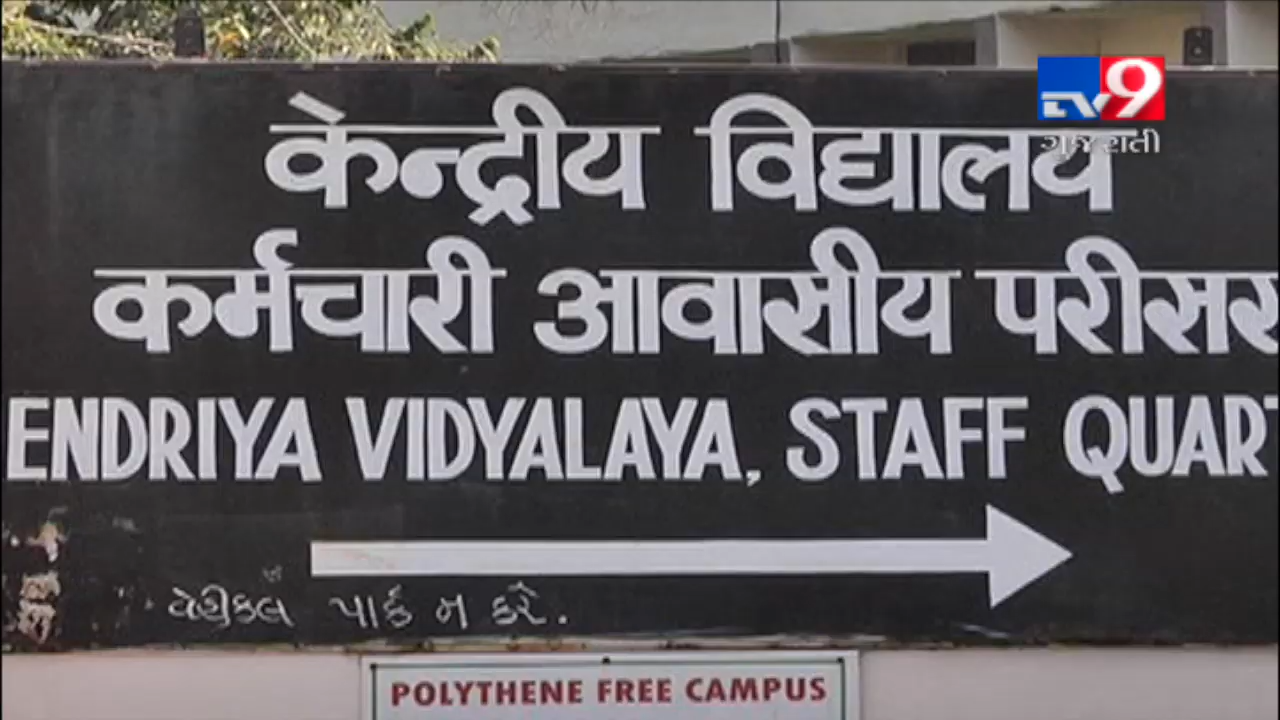 TV9
ગુજરાતી
केन्द्रीय विद्यालय
कर्मचारी आवासीय परीसर
ENDRIYA VIDYALAYA, STAFF QUART
વેહીકલ પાર્ક ન કરે.
POLYTHENE FREE CAMPUS